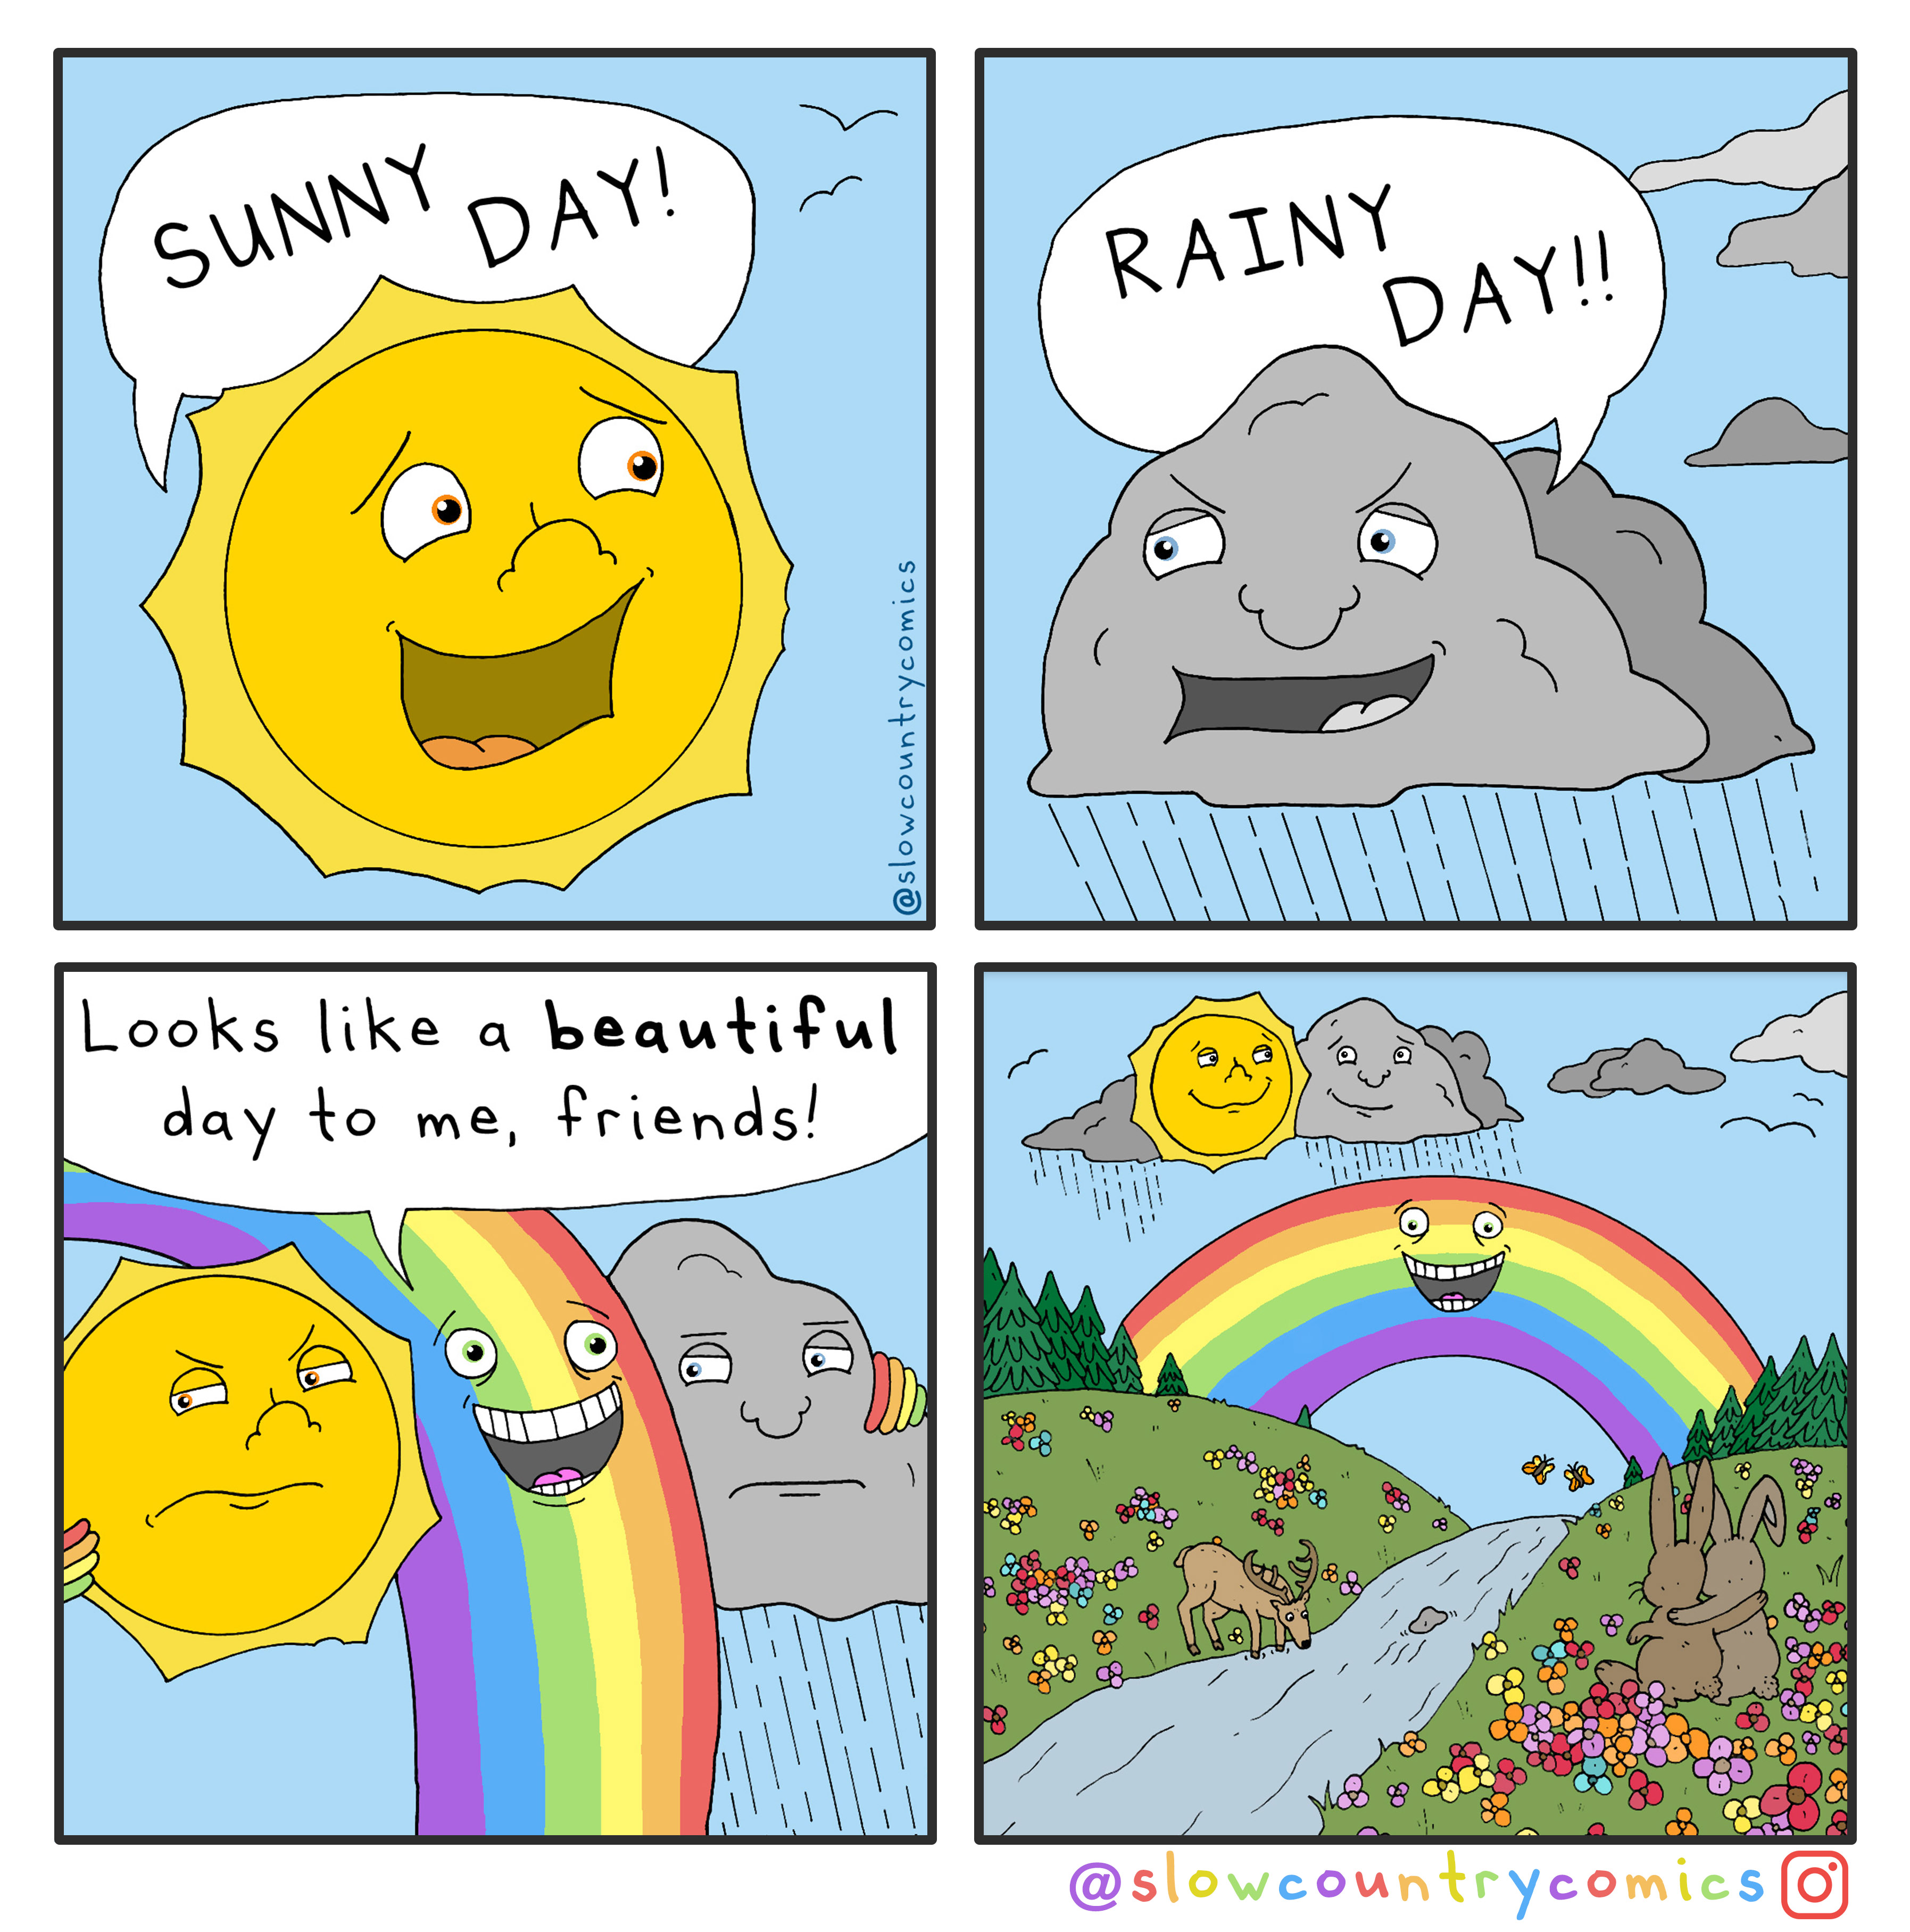 SUNNY
DAY!
@slowcountrycomics
RAINY
DAY!!
Looks like a beautiful
day to me, friends!
@slowcountrycomics